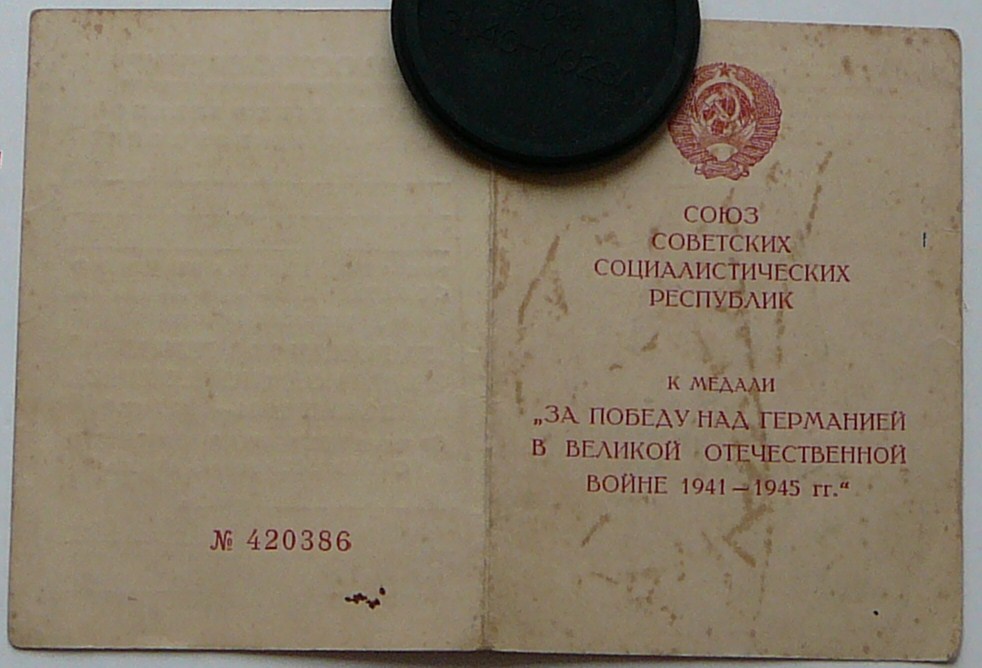 № 420386
СОЮЗ
СОВЕТСКИХ
СОЦИАЛИСТИЧЕСКИХ
РЕСПУБЛИК
К МЕДАЛИ
„ЗА ПОБЕДУ НАД ГЕРМАНИЕЙ
В ВЕЛИКОЙ ОТЕЧЕСТВЕННОЙ
ВОЙНЕ 1941—1945 гг.“